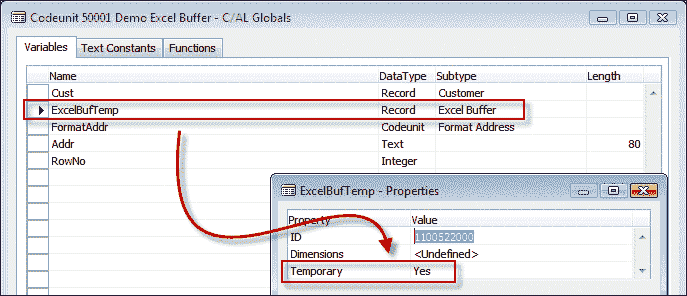 Codeunit 50001 Demo Excel Buffer - C/AL Globals
Variables Text Constants Functions
Name DataType Subtype Length
Cust Record Customer
ExcelBufTemp Record Excel Buffer
FormatAddr Codeunit Format Address
Addr Text 80
RowNo Integer
ExcelBufTemp - Properties
Property Value
ID 1100522000
Dimensions <Undefined>
Temporary Yes